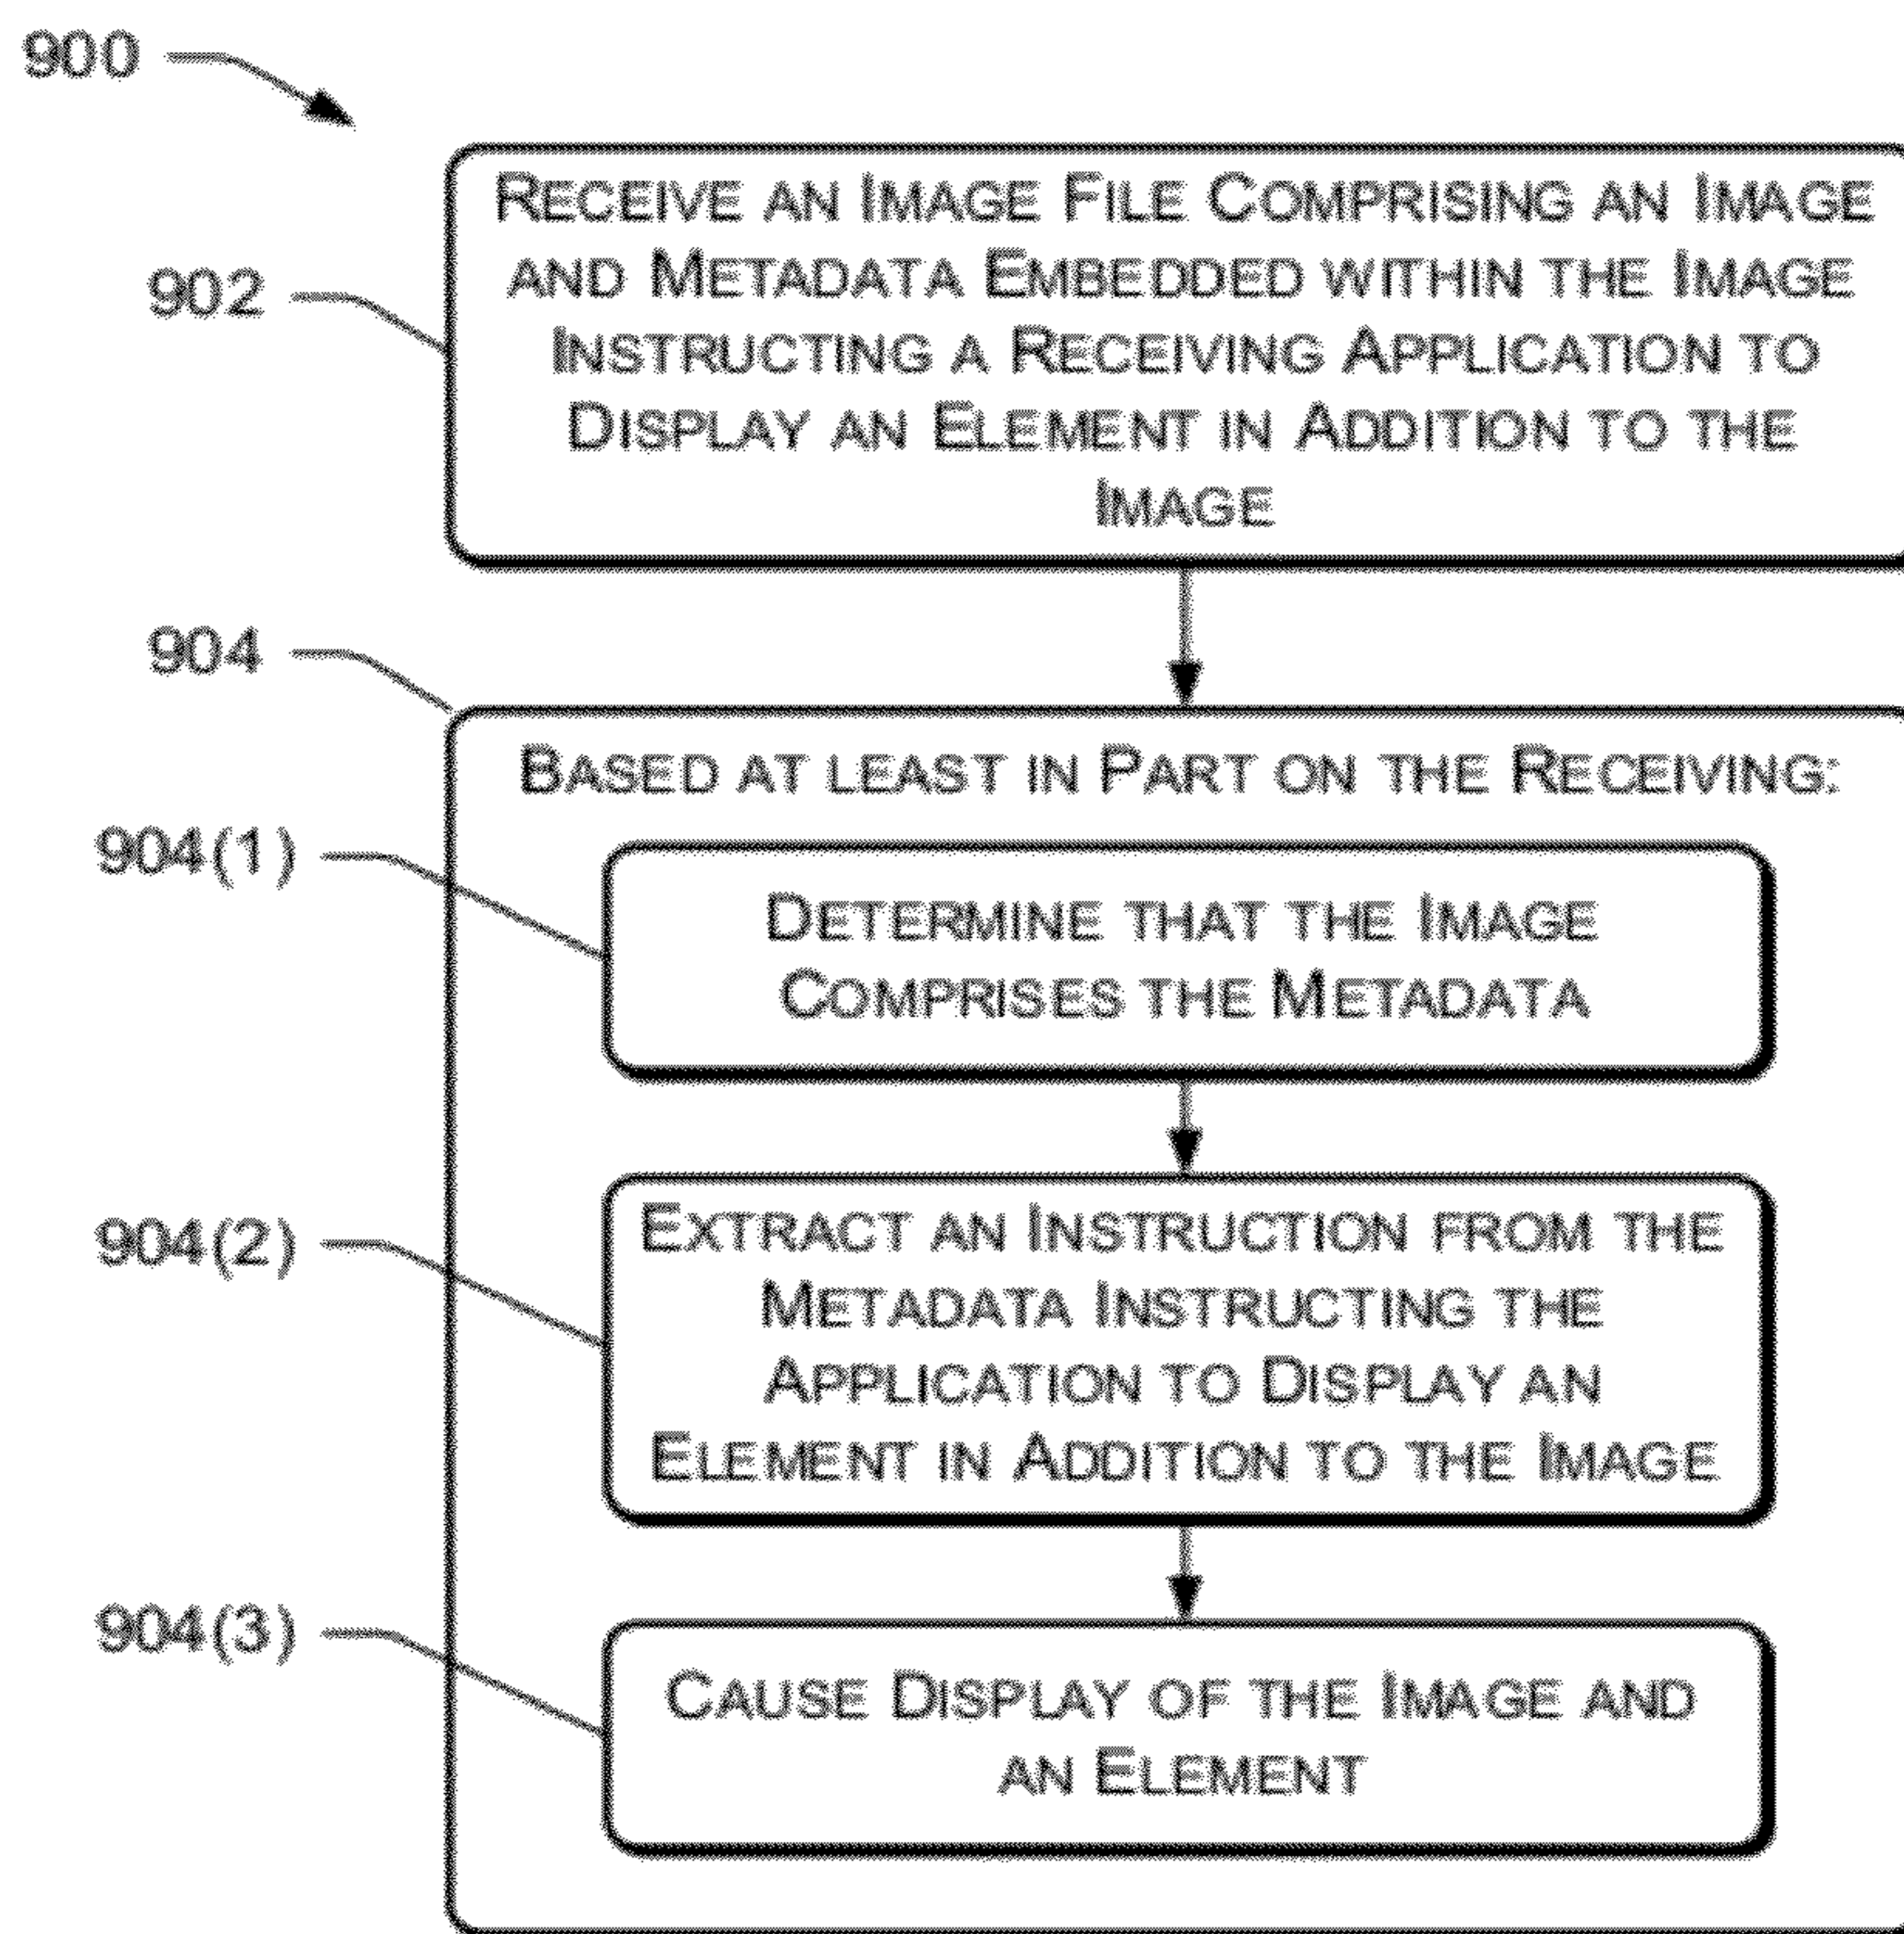 900
902
RECEIVE AN IMAGE FILE COMPRISING AN IMAGE
AND METADATA EMBEDDED WITHIN THE IMAGE
INSTRUCTING A RECEIVING APPLICATION TO
DISPLAY AN ELEMENT IN ADDITION TO THE
IMAGE
904
BASED AT LEAST IN PART ON THE RECEIVING:
904(1)
DETERMINE THAT THE IMAGE
COMPRISES THE METADATA
904(2)
EXTRACT AN INSTRUCTION FROM THE
METADATA INSTRUCTING THE
APPLICATION TO DISPLAY AN
ELEMENT IN ADDITION TO THE IMAGE
904(3)
CAUSE DISPLAY OF THE IMAGE AND
AN ELEMENT